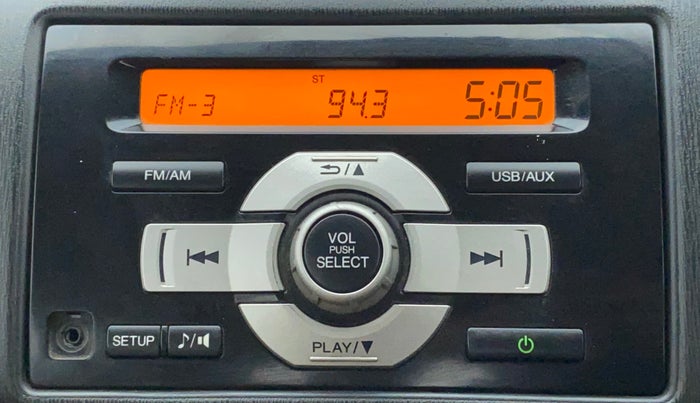 ST
FM-3 94.3 5:05
FM/AM
USB/AUX
VOL
PUSH
SELECT
SETUP
PLAY/